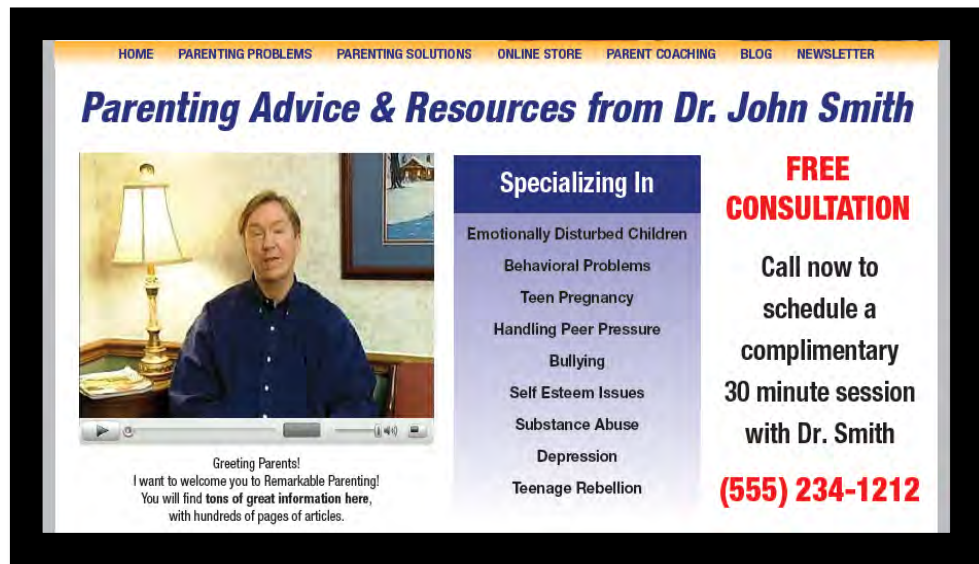 HOME PARENTING PROBLEMS PARENTING SOLUTIONS ONLINE STORE PARENT COACHING BLOG NEWSLETTER
Parenting Advice & Resources from Dr. John Smith
Greeting Parents!
I want to welcome you to Remarkable Parenting!
You will find tons of great information here,
with hundreds of pages of articles.
Specializing In
Emotionally Disturbed Children
Behavioral Problems
Teen Pregnancy
Handling Peer Pressure
Bullying
Self Esteem Issues
Substance Abuse
Depression
Teenage Rebellion
FREE
CONSULTATION
Call now to
schedule a
complimentary
30 minute session
with Dr. Smith
(555) 234-1212